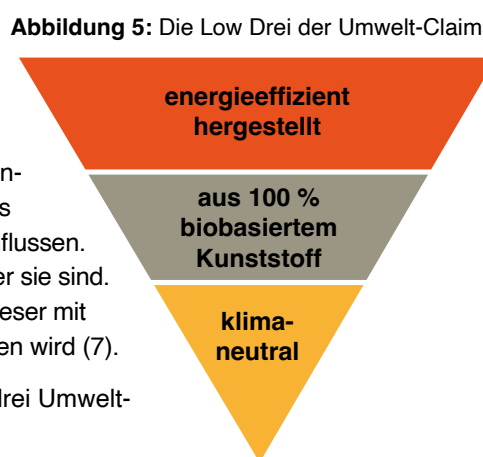 Abbildung 5: Die Low Drei der Umwelt-Claim
energieeffizient
hergestellt
aus 100 %
biobasiertem
Kunststoff
klima-
neutral
n-
s
flussen.
er sie sind.
eser mit
en wird (7).
drei Umwelt-